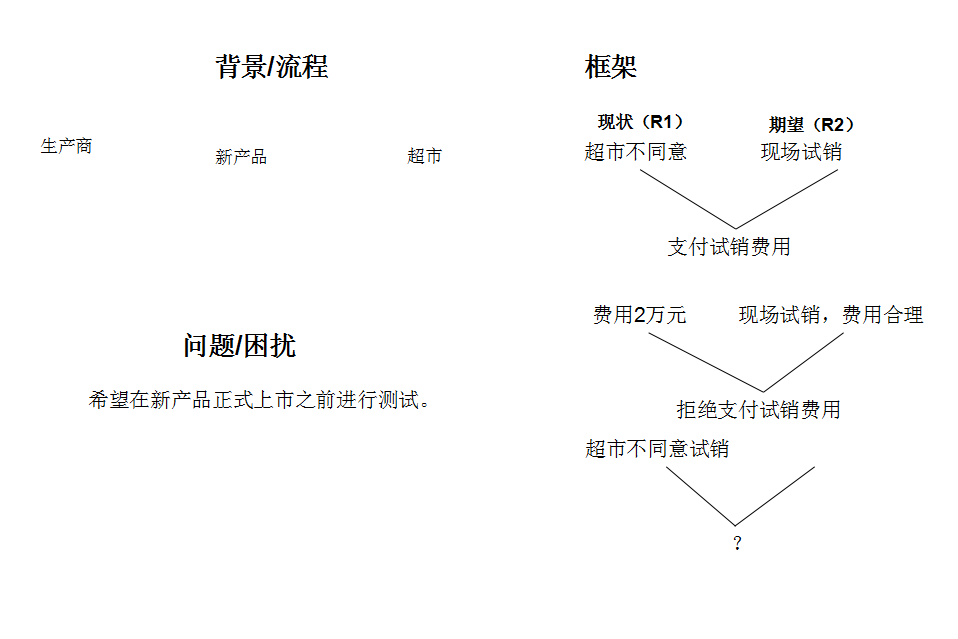 背景/流程
生产商
新产品
超市
问题/困扰
希望在新产品正式上市之前进行测试。
框架
现状（R1）
期望（R2）
超市不同意
现场试销
支付试销费用
费用2万元
现场试销，费用合理
拒绝支付试销费用
超市不同意试销
？